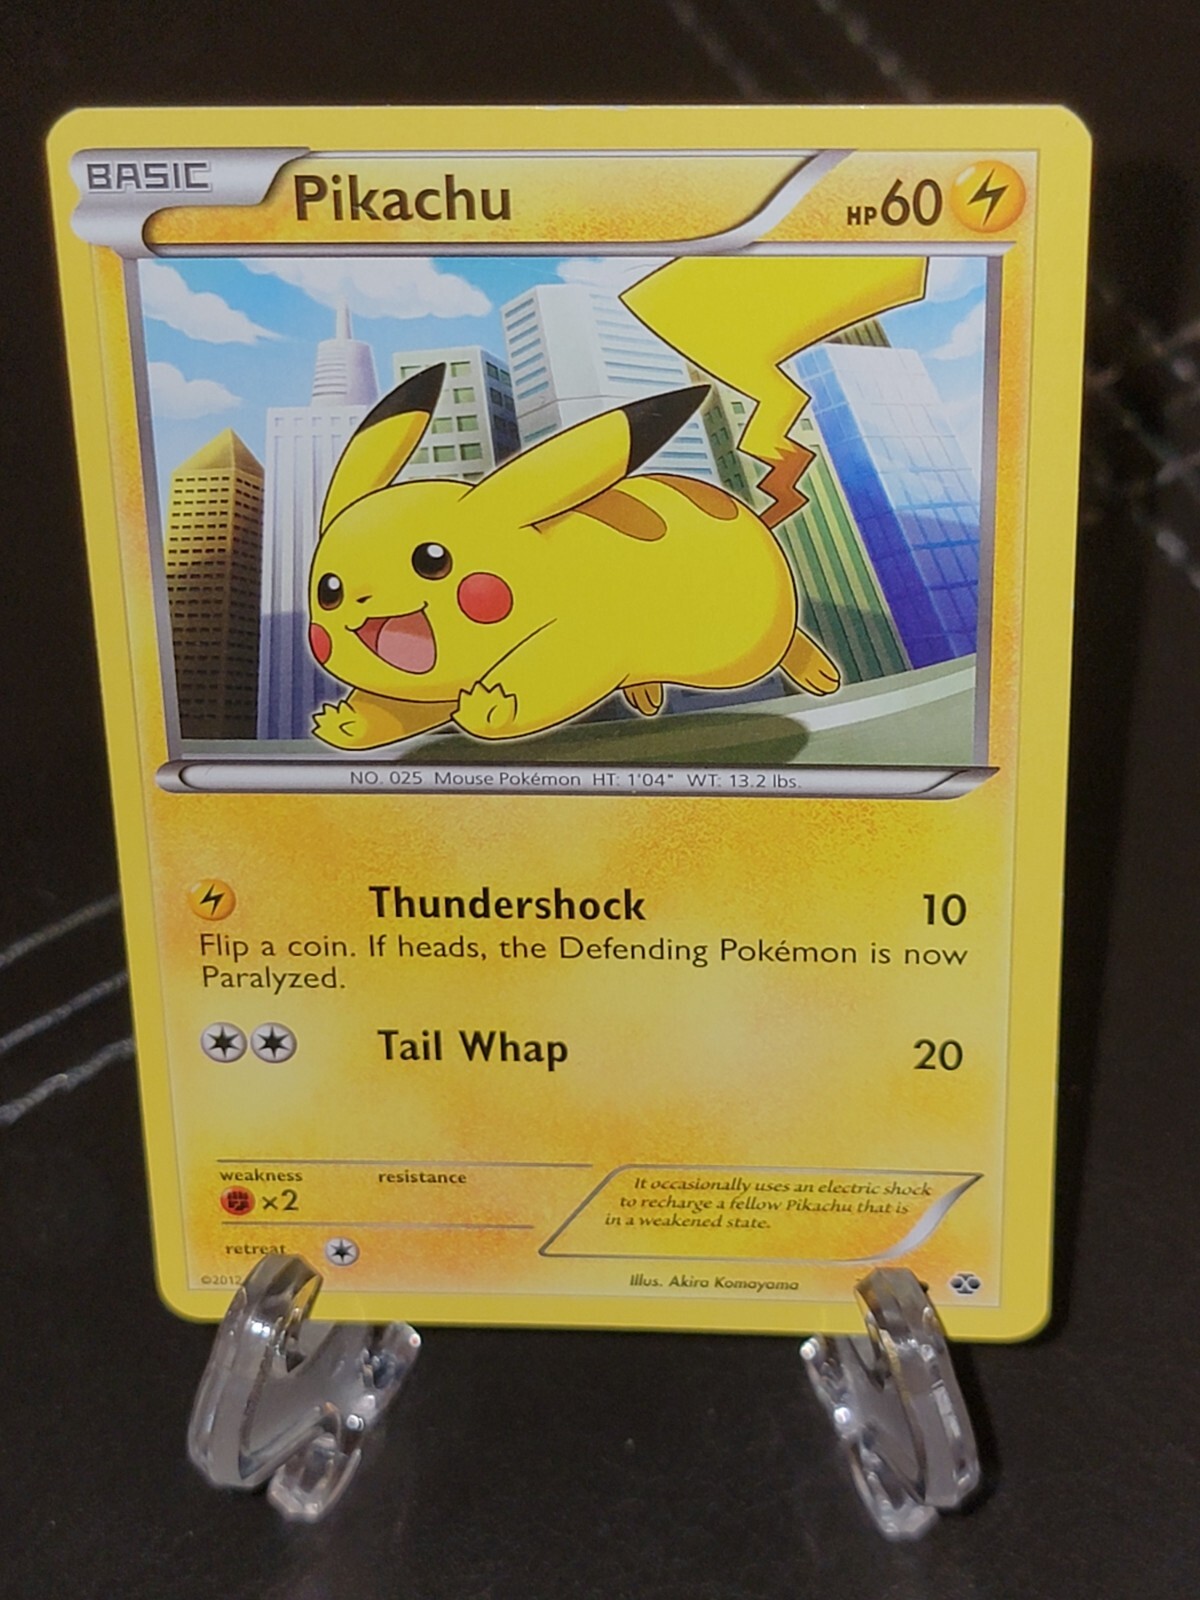 BASIC
Pikachu
HP60
NO. 025 Mouse Pokémon HT: 1'04" WT: 13.2 lbs.
Thundershock 10
Flip a coin. If heads, the Defending Pokémon is now
Paralyzed.
Tail Whap 20
weakness resistance
×2
It occasionally uses an electric shock
to recharge a fellow Pikachu that is
in a weakened state.
retreat
©2012
Illus. Akira Komayama